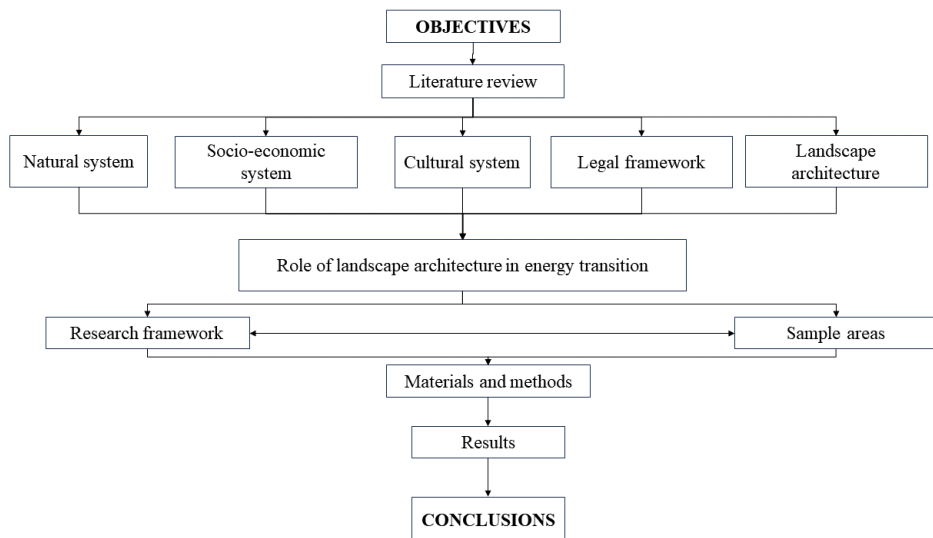 OBJECTIVES
Literature review
Natural system
Socio-economic
system
Cultural system
Legal framework
Landscape
architecture
Role of landscape architecture in energy transition
Research framework
Sample areas
Materials and methods
Results
CONCLUSIONS